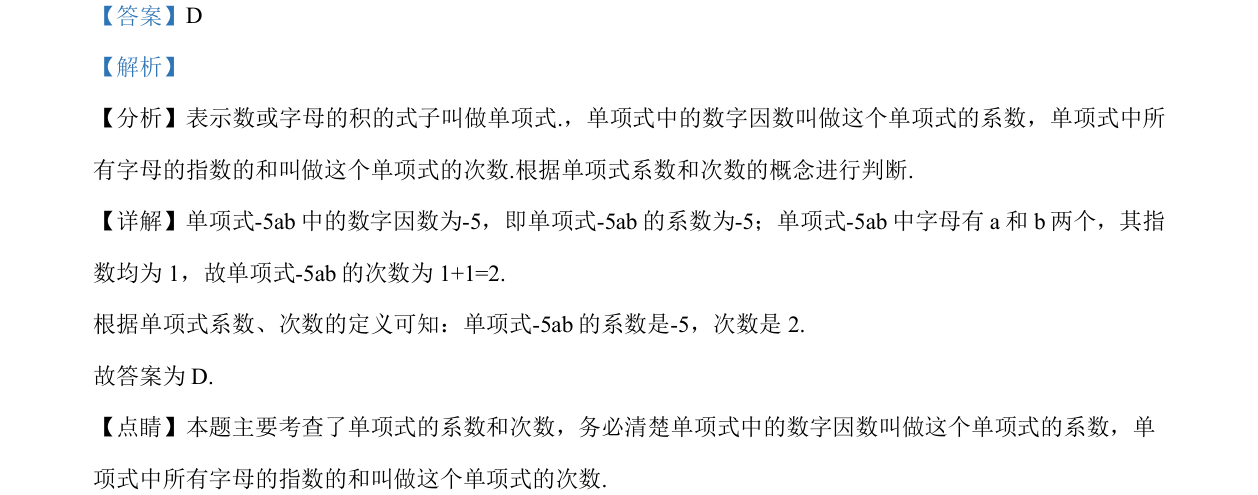 【答案】D
【解析】
【分析】表示数或字母的积的式子叫做单项式.，单项式中的数字因数叫做这个单项式的系数，单项式中所
有字母的指数的和叫做这个单项式的次数.根据单项式系数和次数的概念进行判断.
【详解】单项式-5ab 中的数字因数为-5，即单项式-5ab 的系数为-5；单项式-5ab 中字母有 a 和 b 两个，其指
数均为 1，故单项式-5ab 的次数为 1+1=2.
根据单项式系数、次数的定义可知：单项式-5ab 的系数是-5，次数是 2.
故答案为 D.
【点睛】本题主要考查了单项式的系数和次数，务必清楚单项式中的数字因数叫做这个单项式的系数，单
项式中所有字母的指数的和叫做这个单项式的次数.